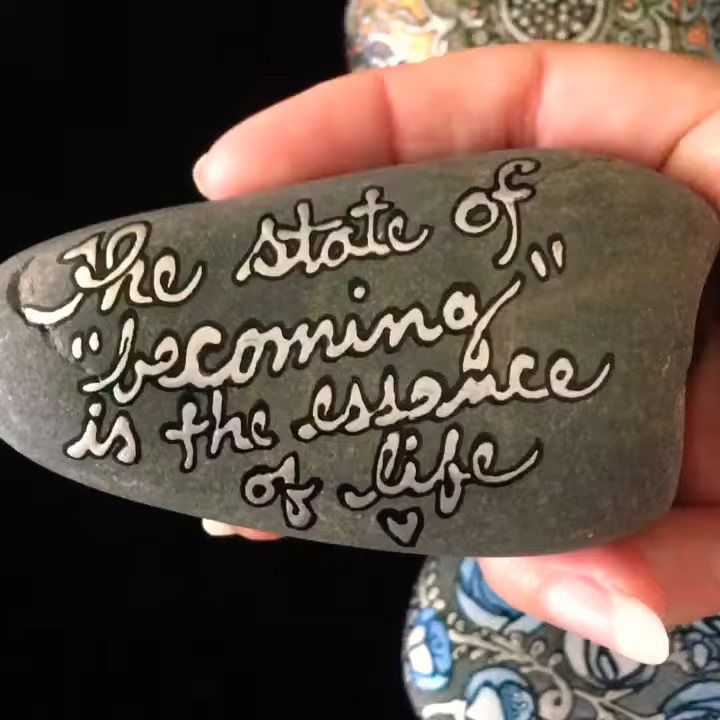 The state of
"becoming"
is the essence
of life